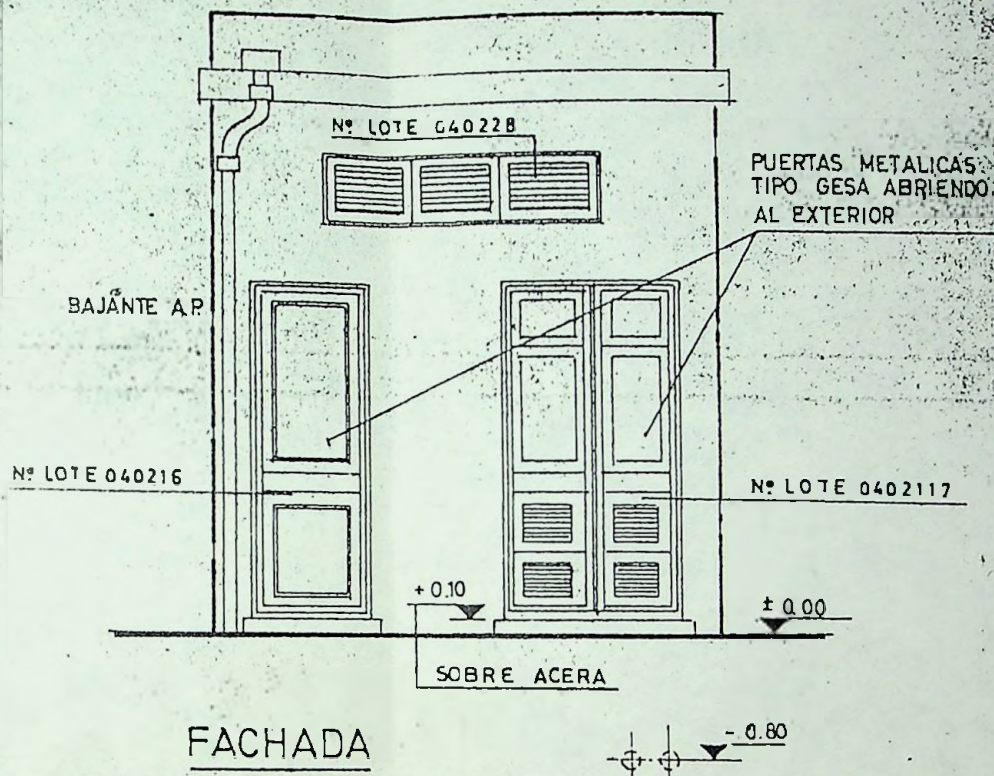 Nº LOTE 040228
PUERTAS METALICAS
TIPO GESA ABRIENDO
AL EXTERIOR
BAJANTE A.P.
Nº LOTE 040216
Nº LOTE 0402117
+ 0.10
± 0.00
SOBRE ACERA
FACHADA
- 0.80